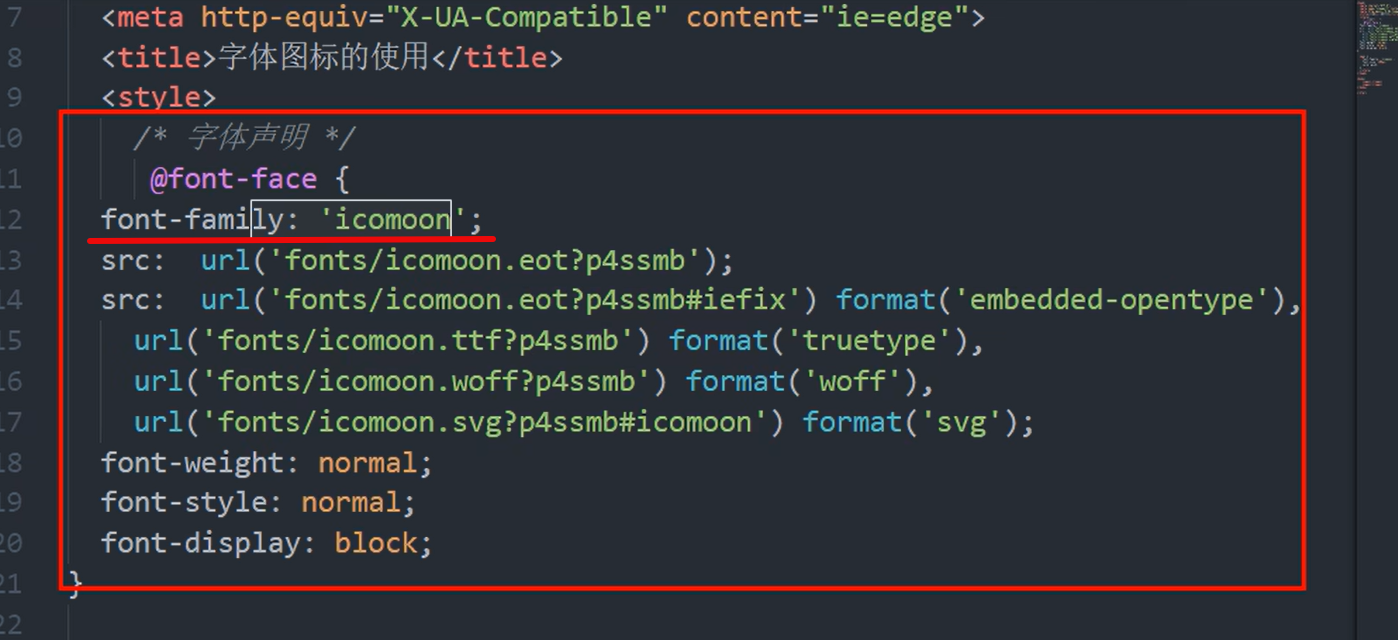 7 <meta http-equiv="X-UA-Compatible" content="ie=edge">
8 <title>字体图标的使用</title>
9 <style>
10 /* 字体声明 */
11 @font-face {
12 font-family: 'icomoon';
13 src:  url('fonts/icomoon.eot?p4ssmb');
14 src:  url('fonts/icomoon.eot?p4ssmb#iefix') format('embedded-opentype'),
15 url('fonts/icomoon.ttf?p4ssmb') format('truetype'),
16 url('fonts/icomoon.woff?p4ssmb') format('woff'),
17 url('fonts/icomoon.svg?p4ssmb#icomoon') format('svg');
18 font-weight: normal;
19 font-style: normal;
20 font-display: block;
21 }
22